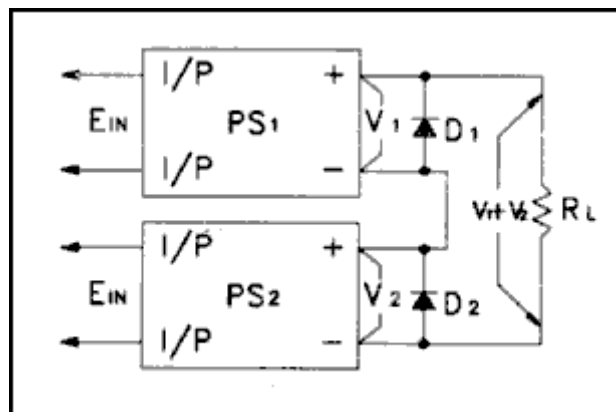 I/P +
EIN PS1 V1 D1
I/P −
V1+V2 RL
I/P +
EIN PS2 V2 D2
I/P −